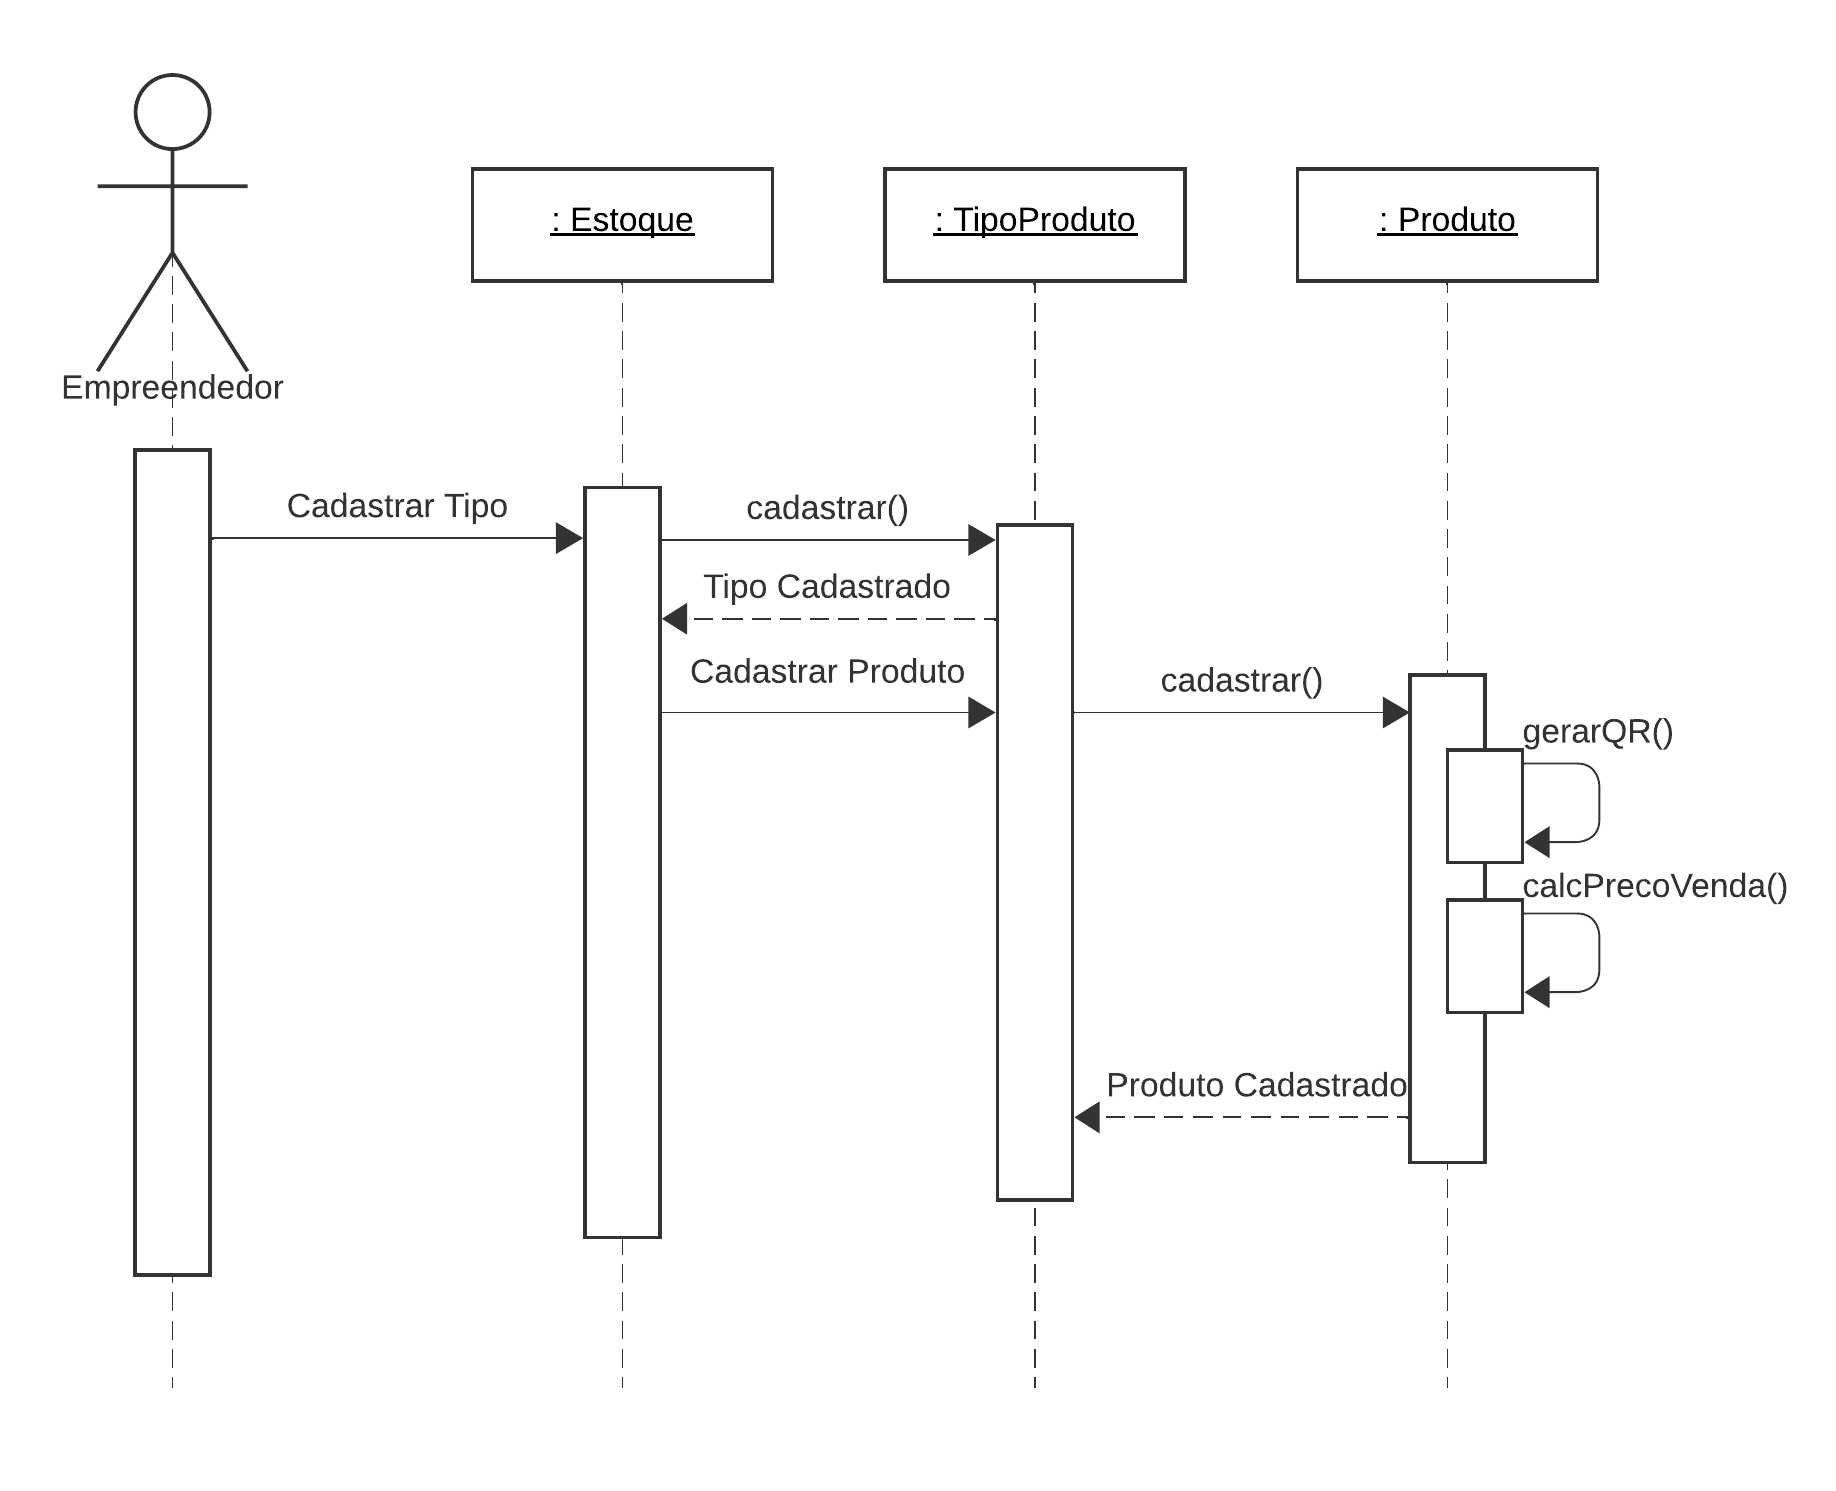 : Estoque
: TipoProduto
: Produto
Empreendedor
Cadastrar Tipo
cadastrar()
Tipo Cadastrado
Cadastrar Produto
cadastrar()
gerarQR()
calcPrecoVenda()
Produto Cadastrado